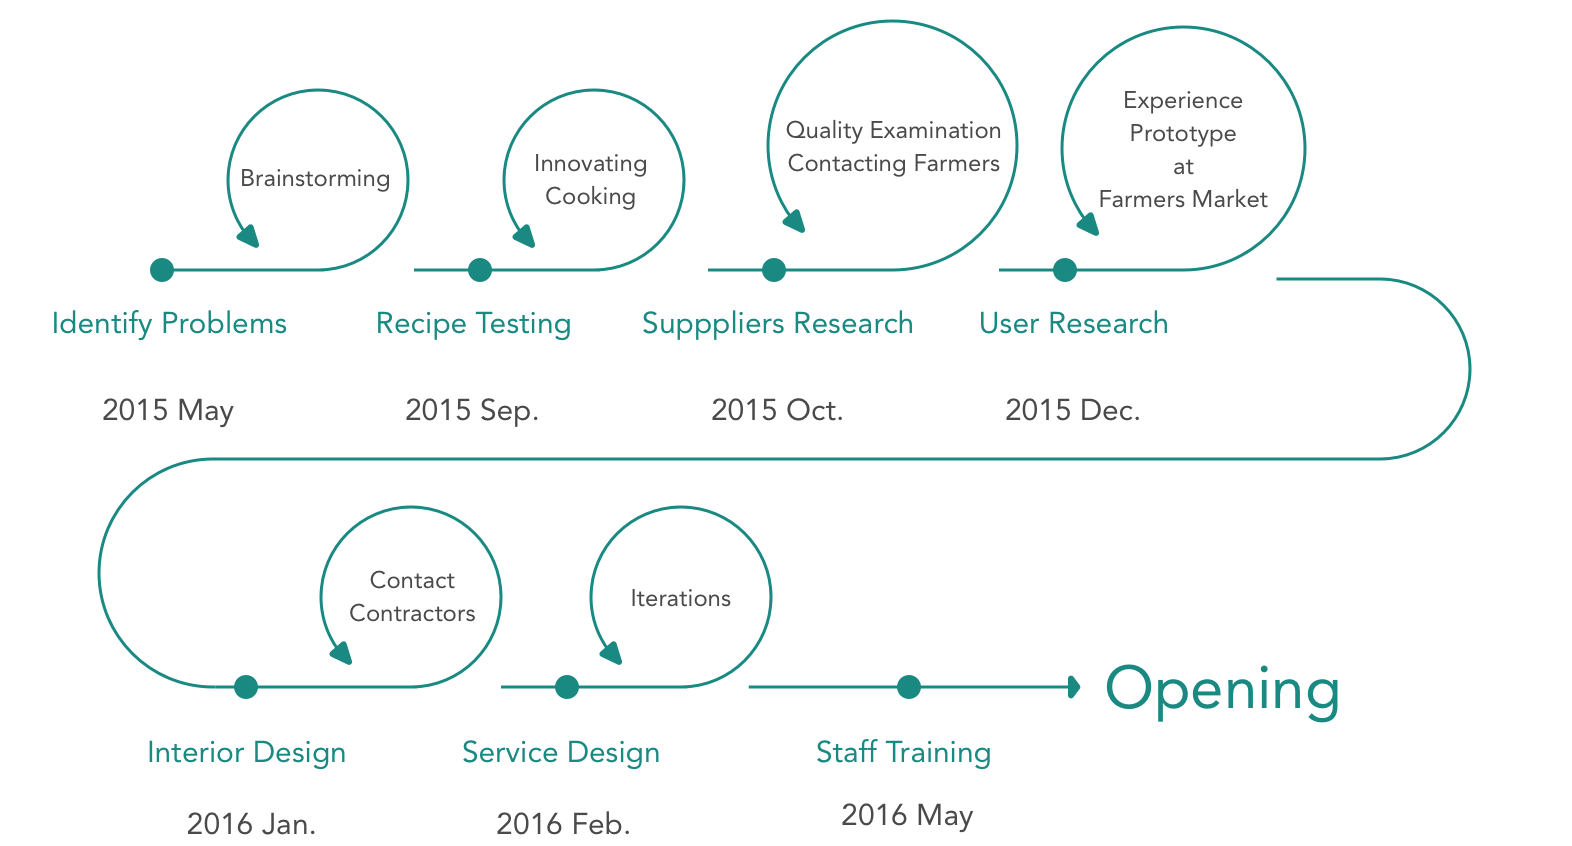 Brainstorming
Innovating
Cooking
Quality Examination
Contacting Farmers
Experience
Prototype
at
Farmers Market
Identify Problems
Recipe Testing
Supppliers Research
User Research
2015 May
2015 Sep.
2015 Oct.
2015 Dec.
Contact
Contractors
Iterations
Opening
Interior Design
Service Design
Staff Training
2016 Jan.
2016 Feb.
2016 May